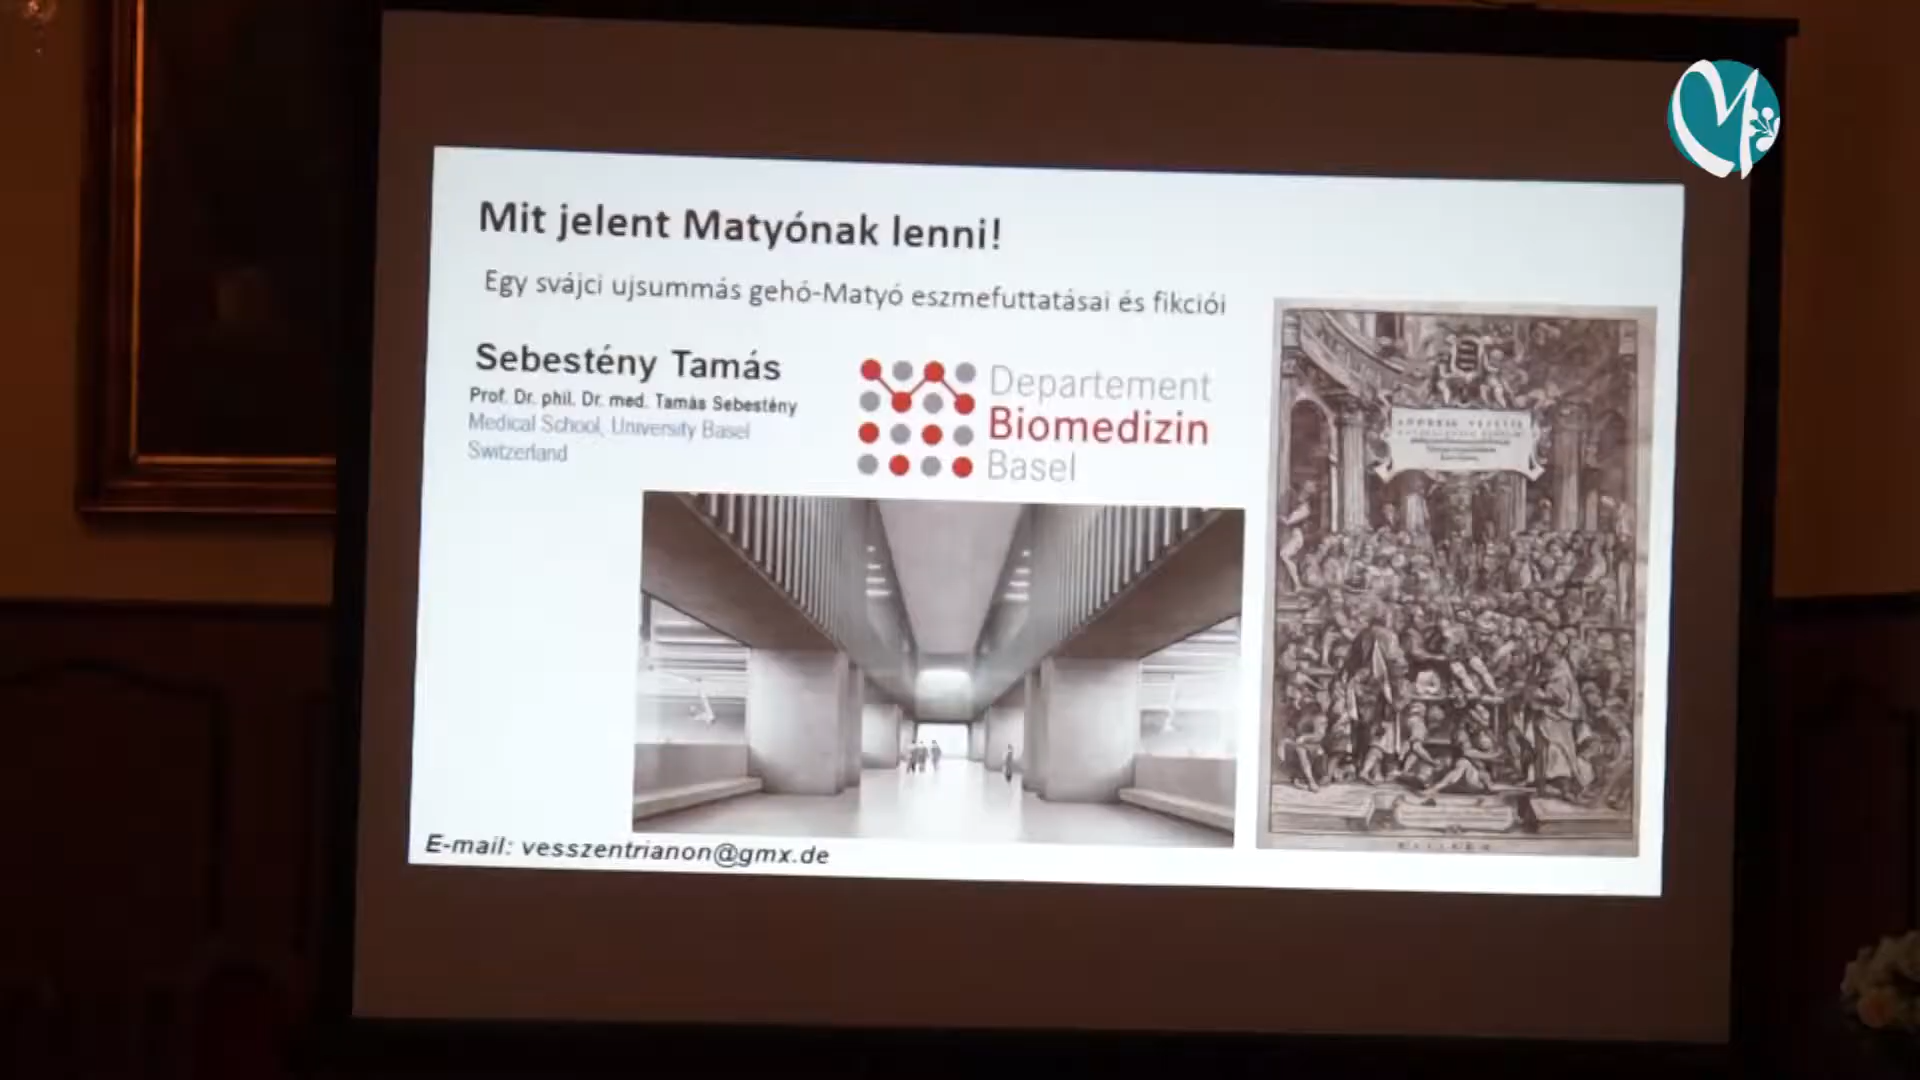 Mit jelent Matyónak lenni!
Egy svájci ujsummás gehó-Matyó eszmefuttatásai és fikciói
Sebestény Tamás
Prof. Dr. phil. Dr. med. Tamás Sebestény
Medical School, University Basel
Switzerland
Departement
Biomedizin
Basel
E-mail: vesszentrianon@gmx.de